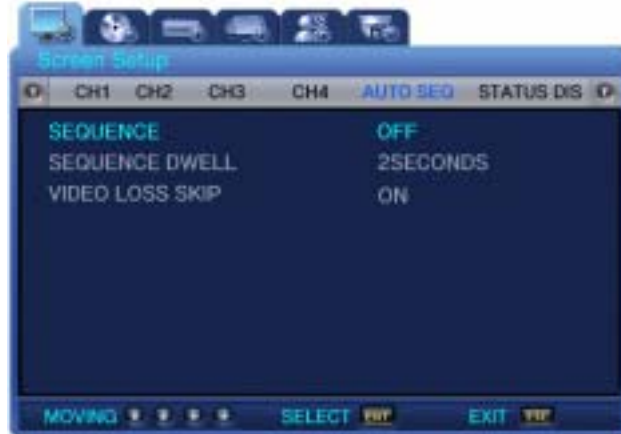 Screen Setup
CH1 CH2 CH3 CH4 AUTO SEQ STATUS DIS
SEQUENCE OFF
SEQUENCE DWELL 2SECONDS
VIDEO LOSS SKIP ON
MOVING SELECT EXIT